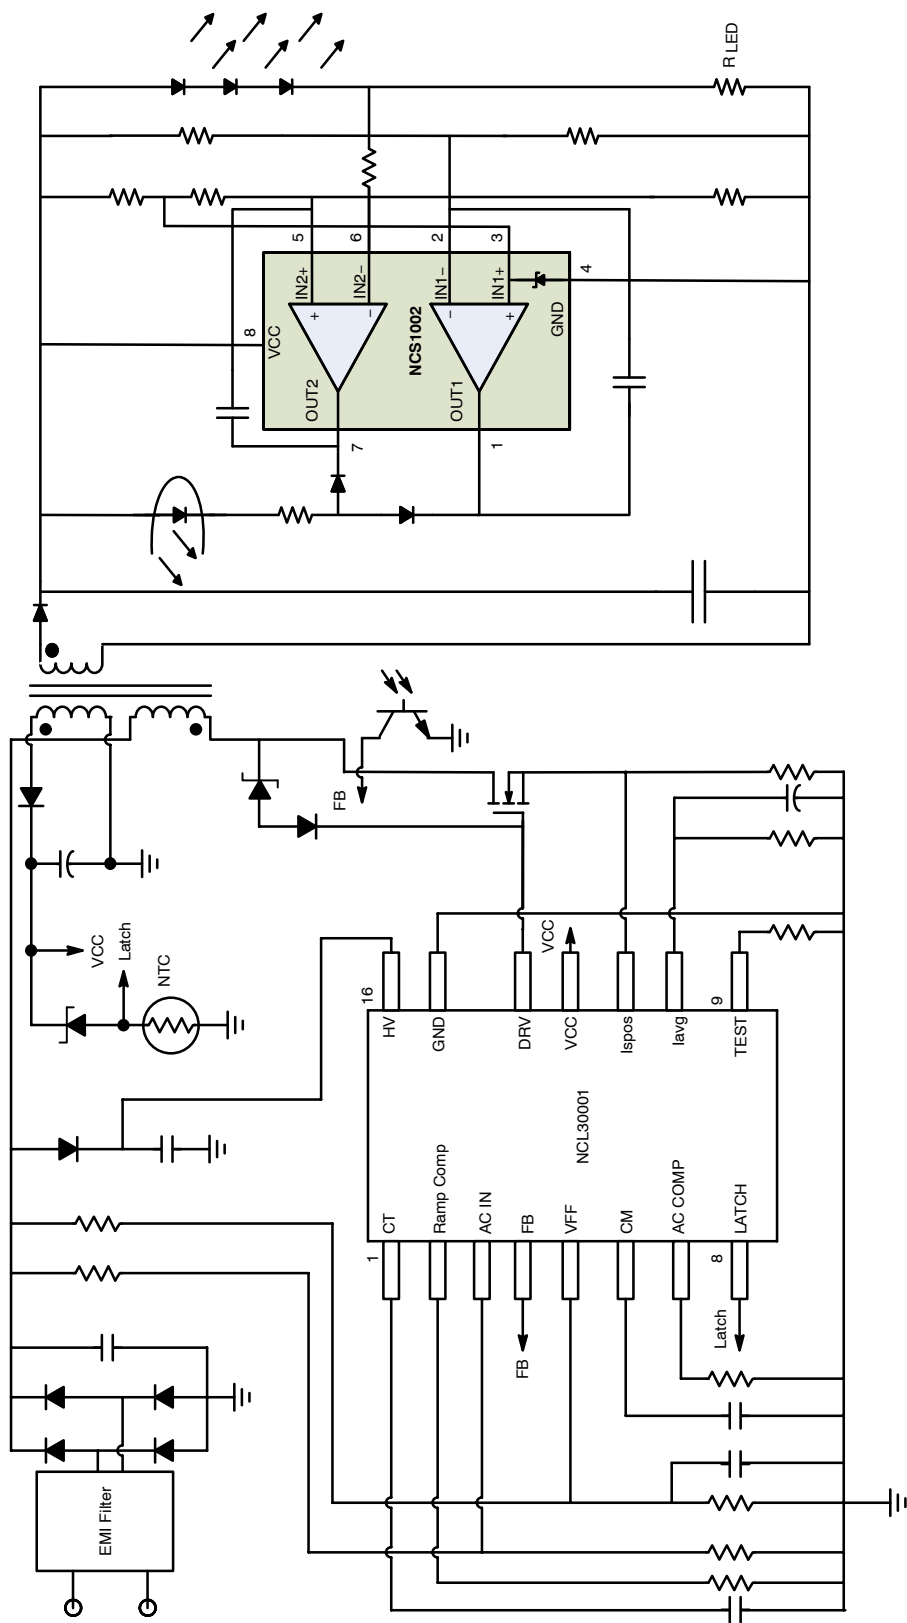 EMI Filter
NTC
Latch
VCC
FB
R LED
NCS1002
VCC
8
OUT2
7
IN2+
5
+
IN2−
6
−
OUT1
1
IN1−
2
−
IN1+
3
+
GND
4
NCL30001
1
CT
Ramp Comp
AC IN
FB
FB
VFF
CM
AC COMP
8
LATCH
Latch
16
HV
GND
DRV
VCC
VCC
Ispos
Iavg
9
TEST